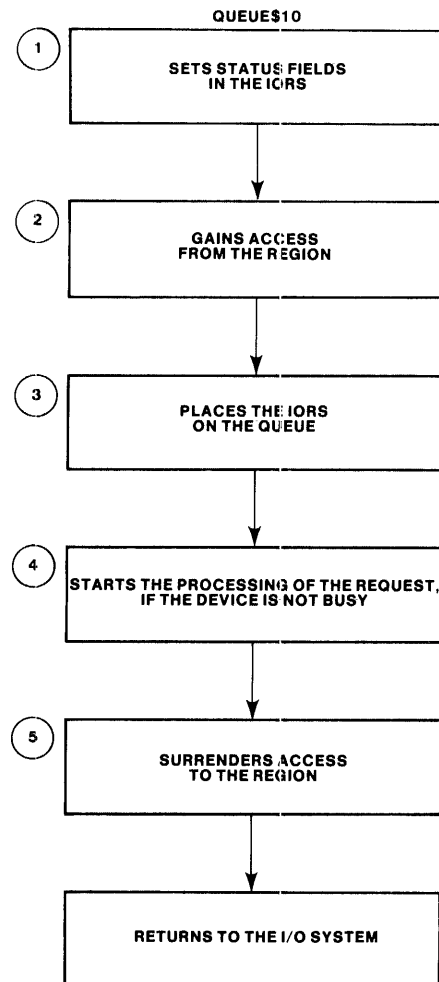 QUEUE$10
1
SETS STATUS FIELDS
IN THE IORS
2
GAINS ACCESS
FROM THE REGION
3
PLACES THE IORS
ON THE QUEUE
4
STARTS THE PROCESSING OF THE REQUEST,
IF THE DEVICE IS NOT BUSY
5
SURRENDERS ACCESS
TO THE REGION
RETURNS TO THE I/O SYSTEM